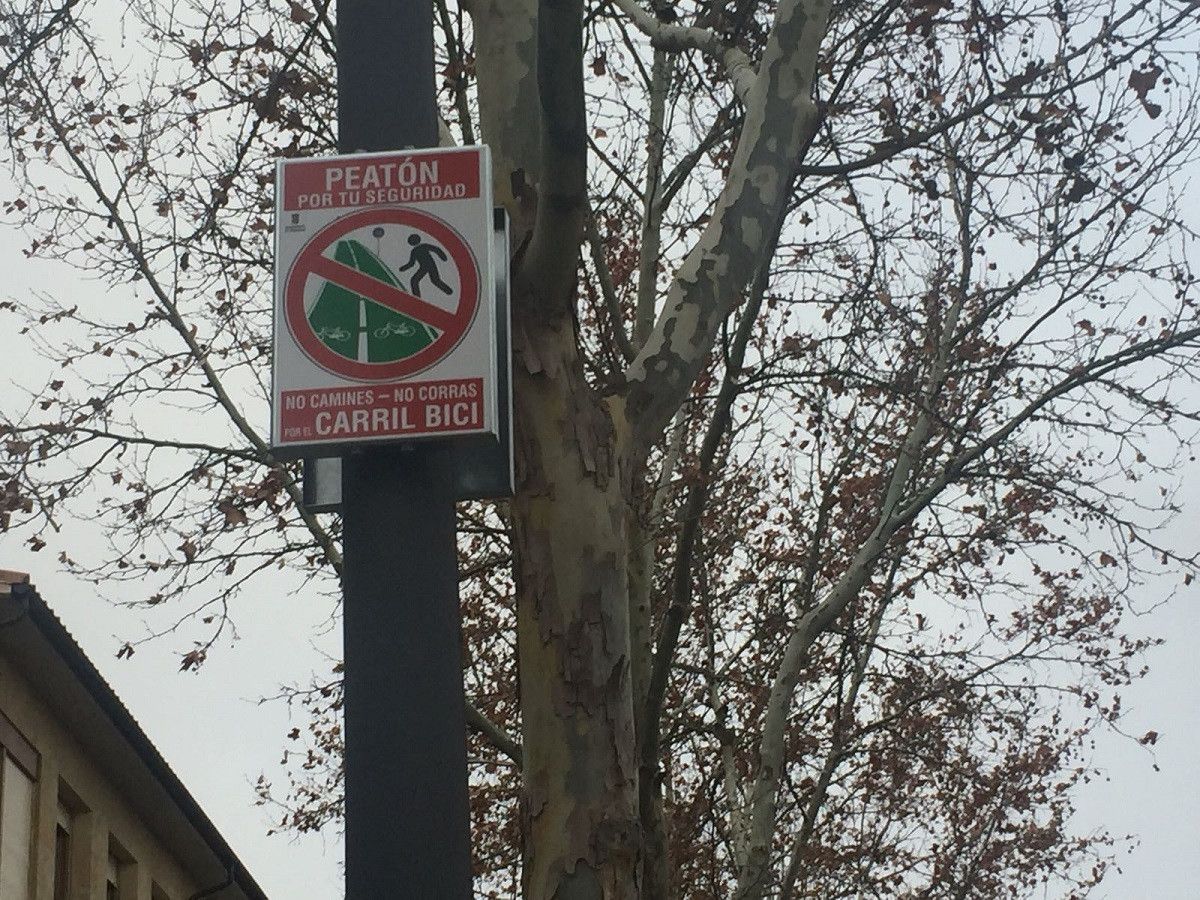 PEATÓN
POR TU SEGURIDAD
NO CAMINES – NO CORRAS
POR EL CARRIL BICI